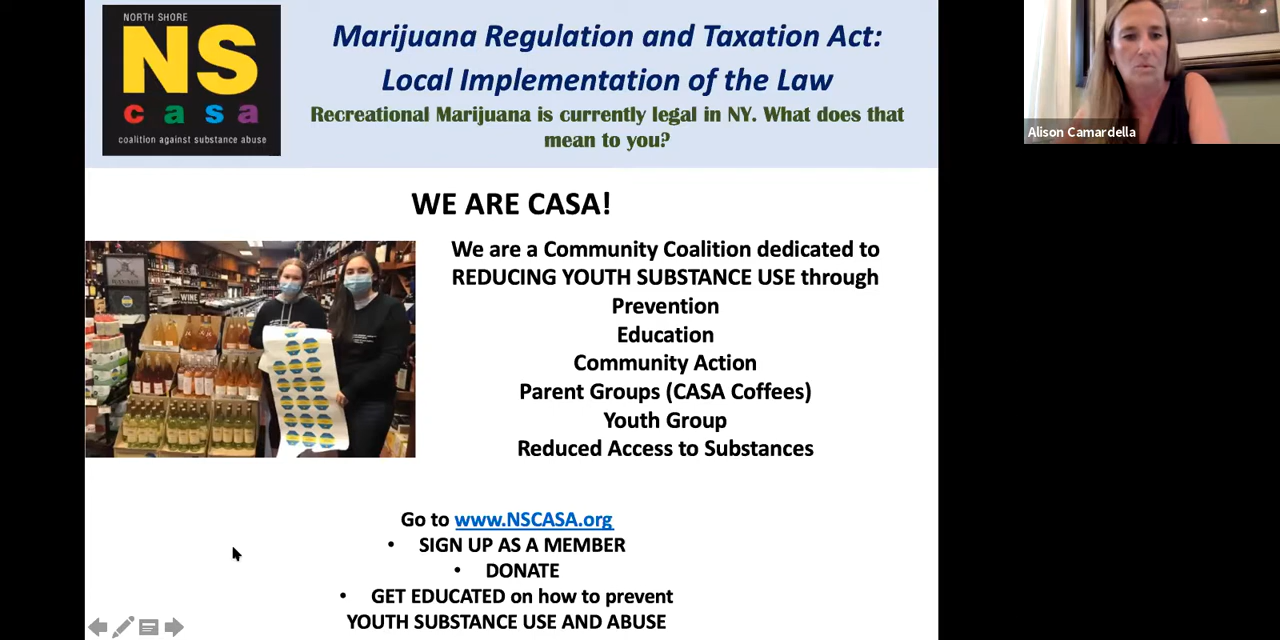 NORTH SHORE
NS
casa
coalition against substance abuse
Marijuana Regulation and Taxation Act:
Local Implementation of the Law
Recreational Marijuana is currently legal in NY. What does that
mean to you?
Alison Camardella
WE ARE CASA!
We are a Community Coalition dedicated to
REDUCING YOUTH SUBSTANCE USE through
Prevention
Education
Community Action
Parent Groups (CASA Coffees)
Youth Group
Reduced Access to Substances
WINE
Go to www.NSCASA.org
• SIGN UP AS A MEMBER
• DONATE
• GET EDUCATED on how to prevent
YOUTH SUBSTANCE USE AND ABUSE